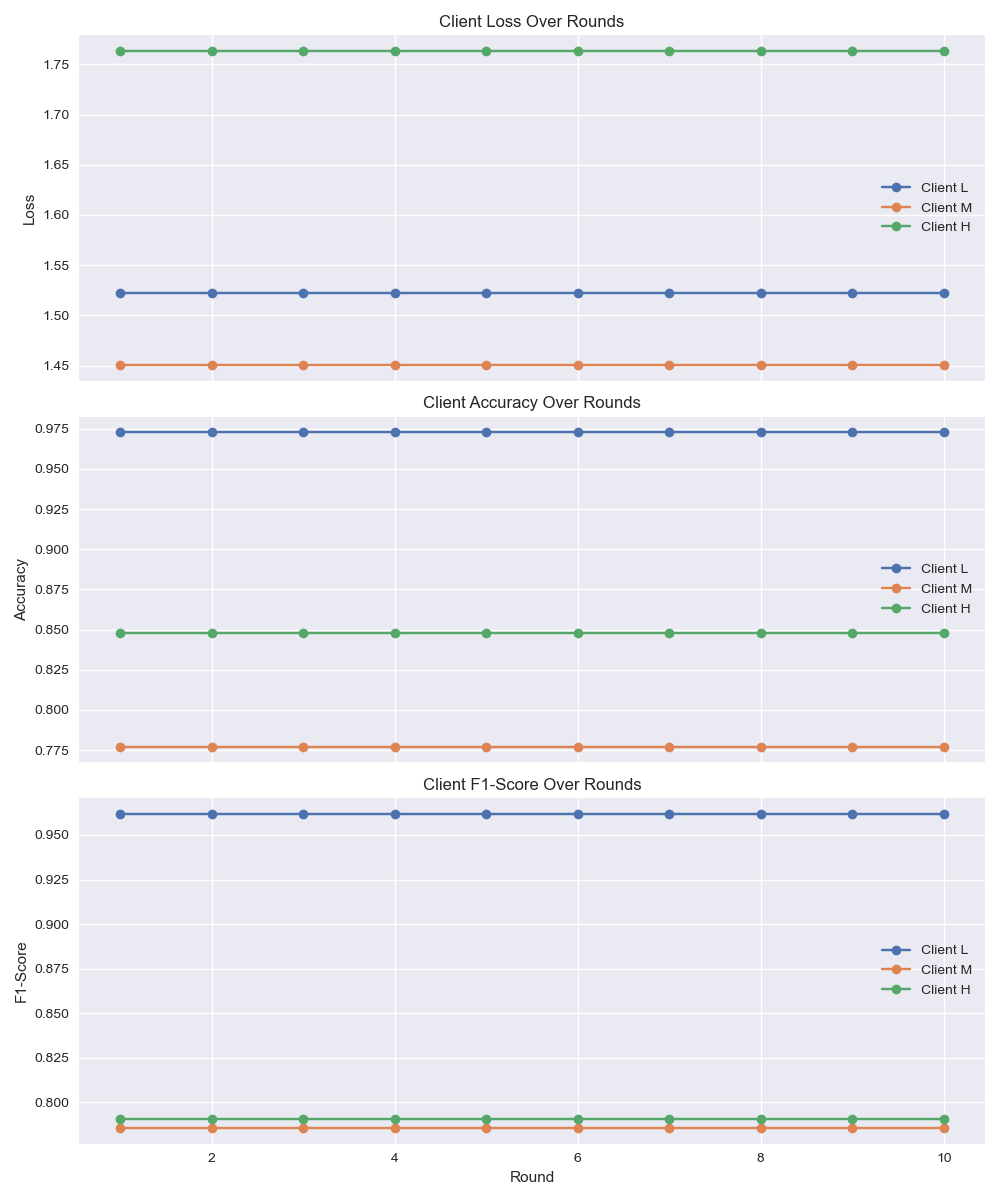 Client Loss Over Rounds
1.75
1.70
1.65
1.60
1.55
1.50
1.45
Loss
Client L
Client M
Client H
Client Accuracy Over Rounds
0.975
0.950
0.925
0.900
0.875
0.850
0.825
0.800
0.775
Accuracy
Client L
Client M
Client H
Client F1-Score Over Rounds
0.950
0.925
0.900
0.875
0.850
0.825
0.800
F1-Score
Client L
Client M
Client H
2 4 6 8 10
Round